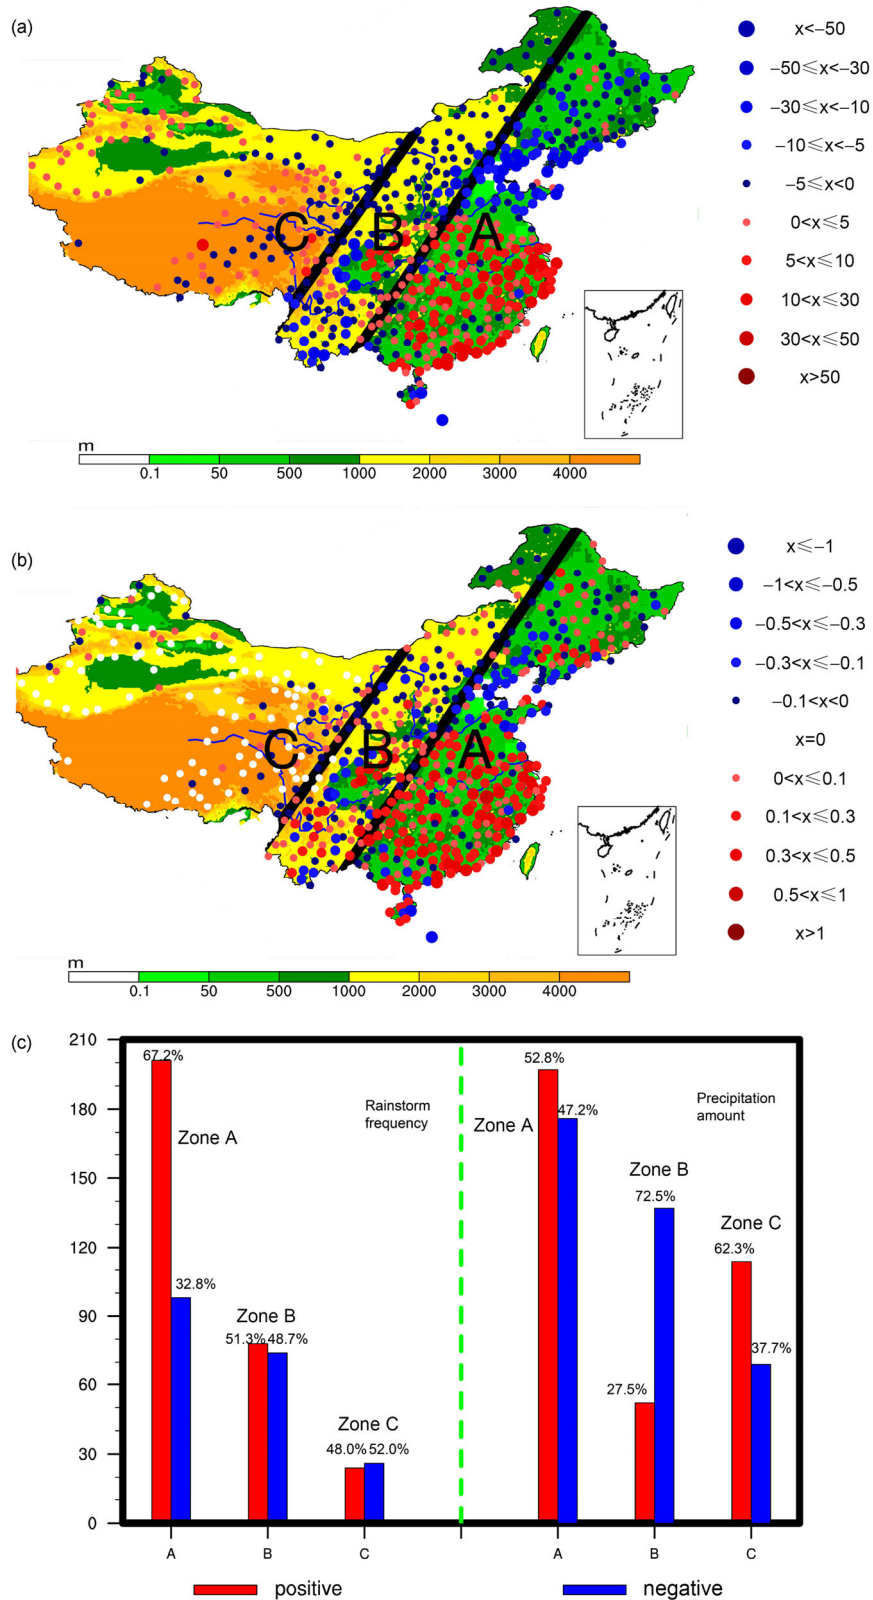 (a)
x<−50
−50≤x<−30
−30≤x<−10
−10≤x<−5
−5≤x<0
0<x≤5
5<x≤10
10<x≤30
30<x≤50
x>50
C B A
m
0.1 50 500 1000 2000 3000 4000
(b)
x≤−1
−1<x≤−0.5
−0.5<x≤−0.3
−0.3<x≤−0.1
−0.1<x<0
x=0
0<x≤0.1
0.1<x≤0.3
0.3<x≤0.5
0.5<x≤1
x>1
C B A
m
0.1 50 500 1000 2000 3000 4000
(c)
210
180
150
120
90
60
30
0
67.2%
Zone A
32.8%
Zone B
51.3% 48.7%
Zone C
48.0% 52.0%
Rainstorm
frequency
52.8%
Zone A
47.2%
Zone B
72.5%
27.5%
Zone C
62.3%
37.7%
Precipitation
amount
A B C A B C
positive negative